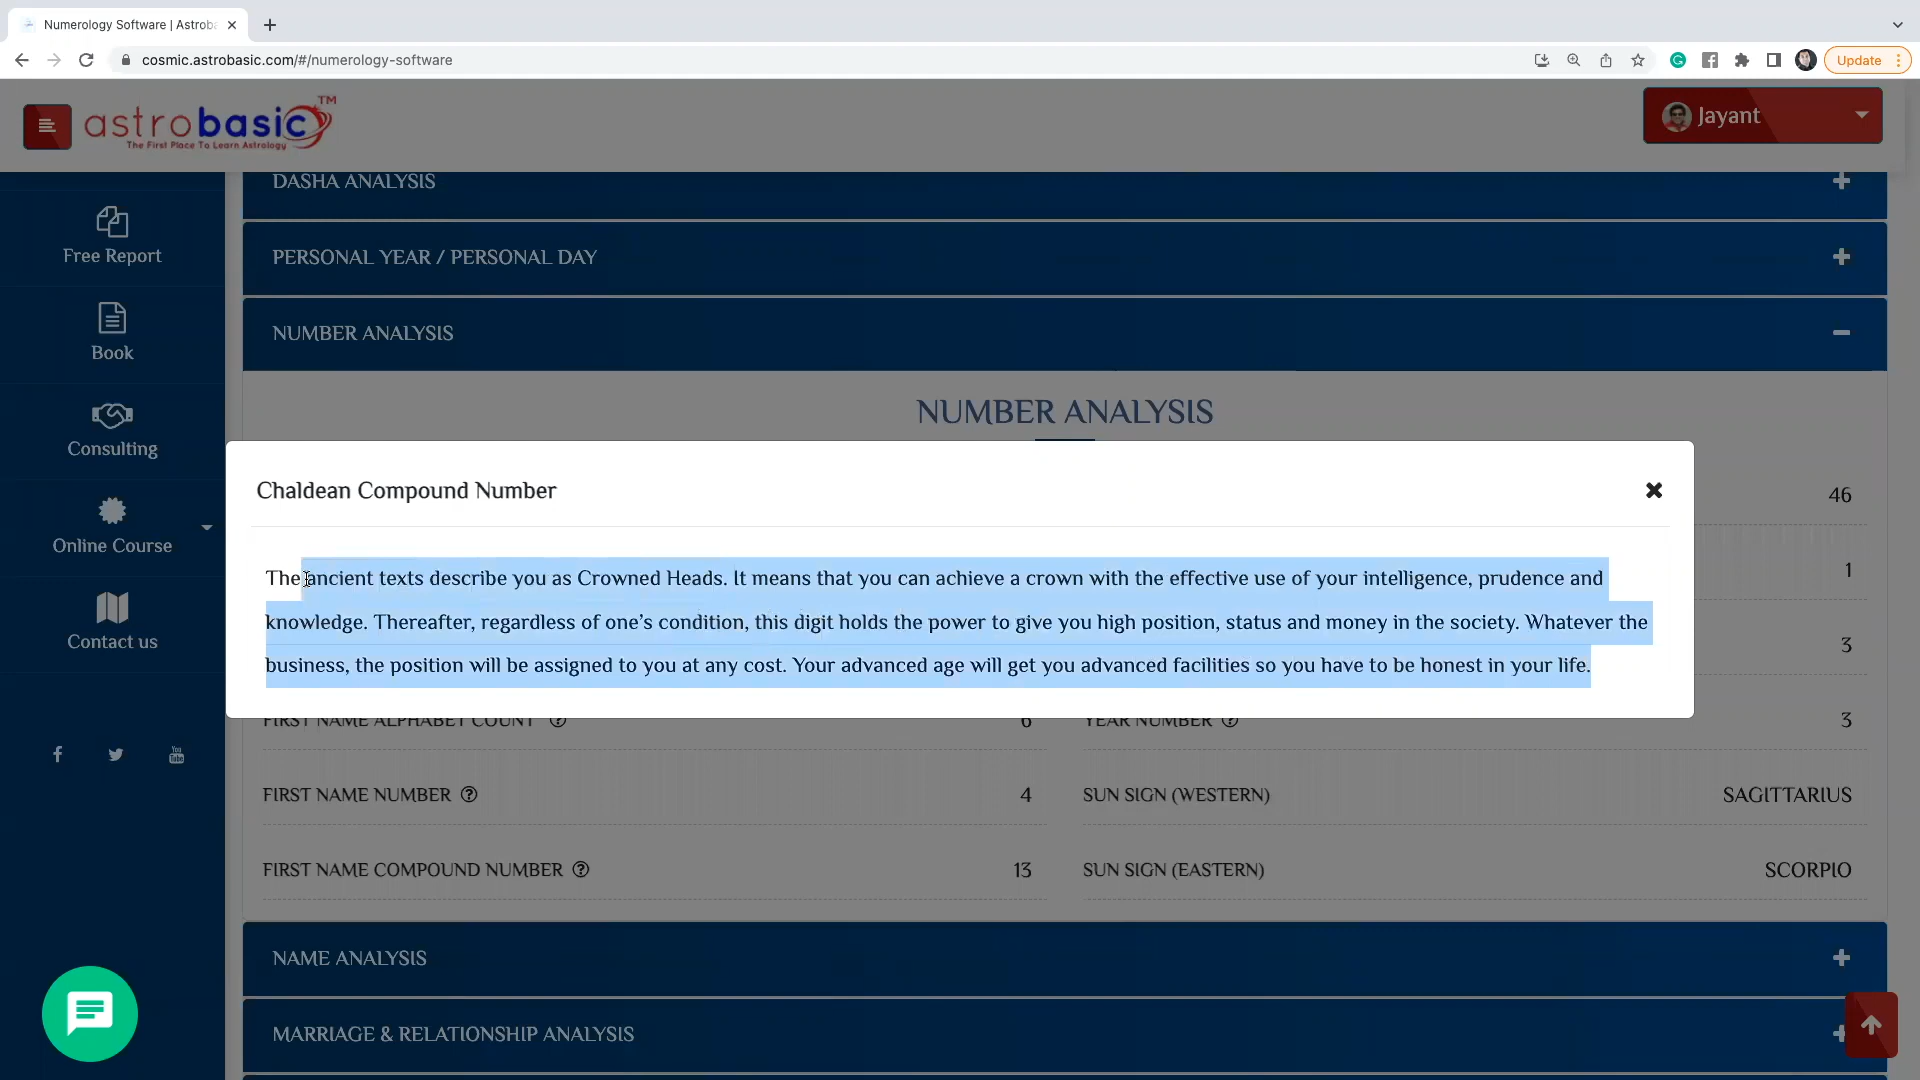 Numerology Software | Astroba
cosmic.astrobasic.com/#/numerology-software
Update
astrobasic™
The First Place To Learn Astrology
Jayant
Free Report
Book
Consulting
Online Course
Contact us
You
Tube
DASHA ANALYSIS
PERSONAL YEAR / PERSONAL DAY
NUMBER ANALYSIS
NUMBER ANALYSIS
46
1
3
Chaldean Compound Number
The ancient texts describe you as Crowned Heads. It means that you can achieve a crown with the effective use of your intelligence, prudence and
knowledge. Thereafter, regardless of one’s condition, this digit holds the power to give you high position, status and money in the society. Whatever the
business, the position will be assigned to you at any cost. Your advanced age will get you advanced facilities so you have to be honest in your life.
FIRST NAME ALPHABET COUNT 6 YEAR NUMBER 3
FIRST NAME NUMBER 4 SUN SIGN (WESTERN) SAGITTARIUS
FIRST NAME COMPOUND NUMBER 13 SUN SIGN (EASTERN) SCORPIO
NAME ANALYSIS
MARRIAGE & RELATIONSHIP ANALYSIS